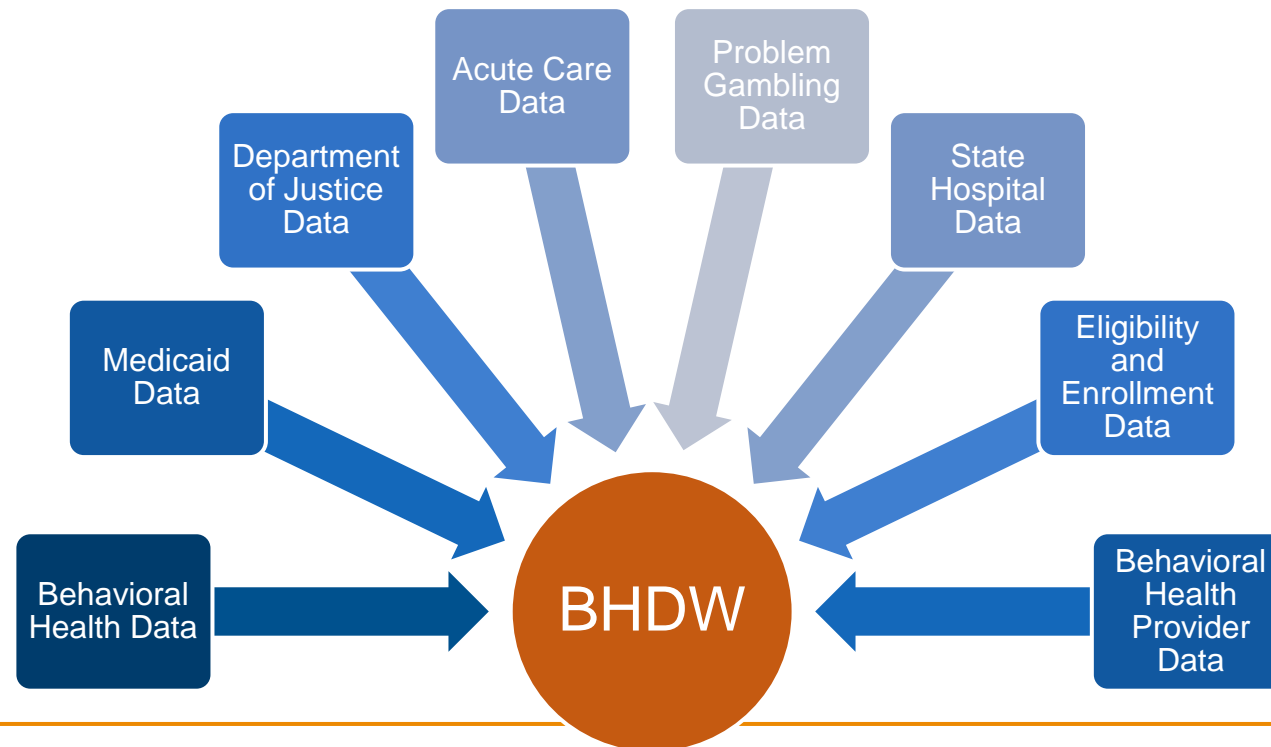 Acute Care
Data
Problem
Gambling
Data
Department
of Justice
Data
State
Hospital
Data
Medicaid
Data
Eligibility
and
Enrollment
Data
Behavioral
Health Data
BHDW
Behavioral
Health
Provider
Data